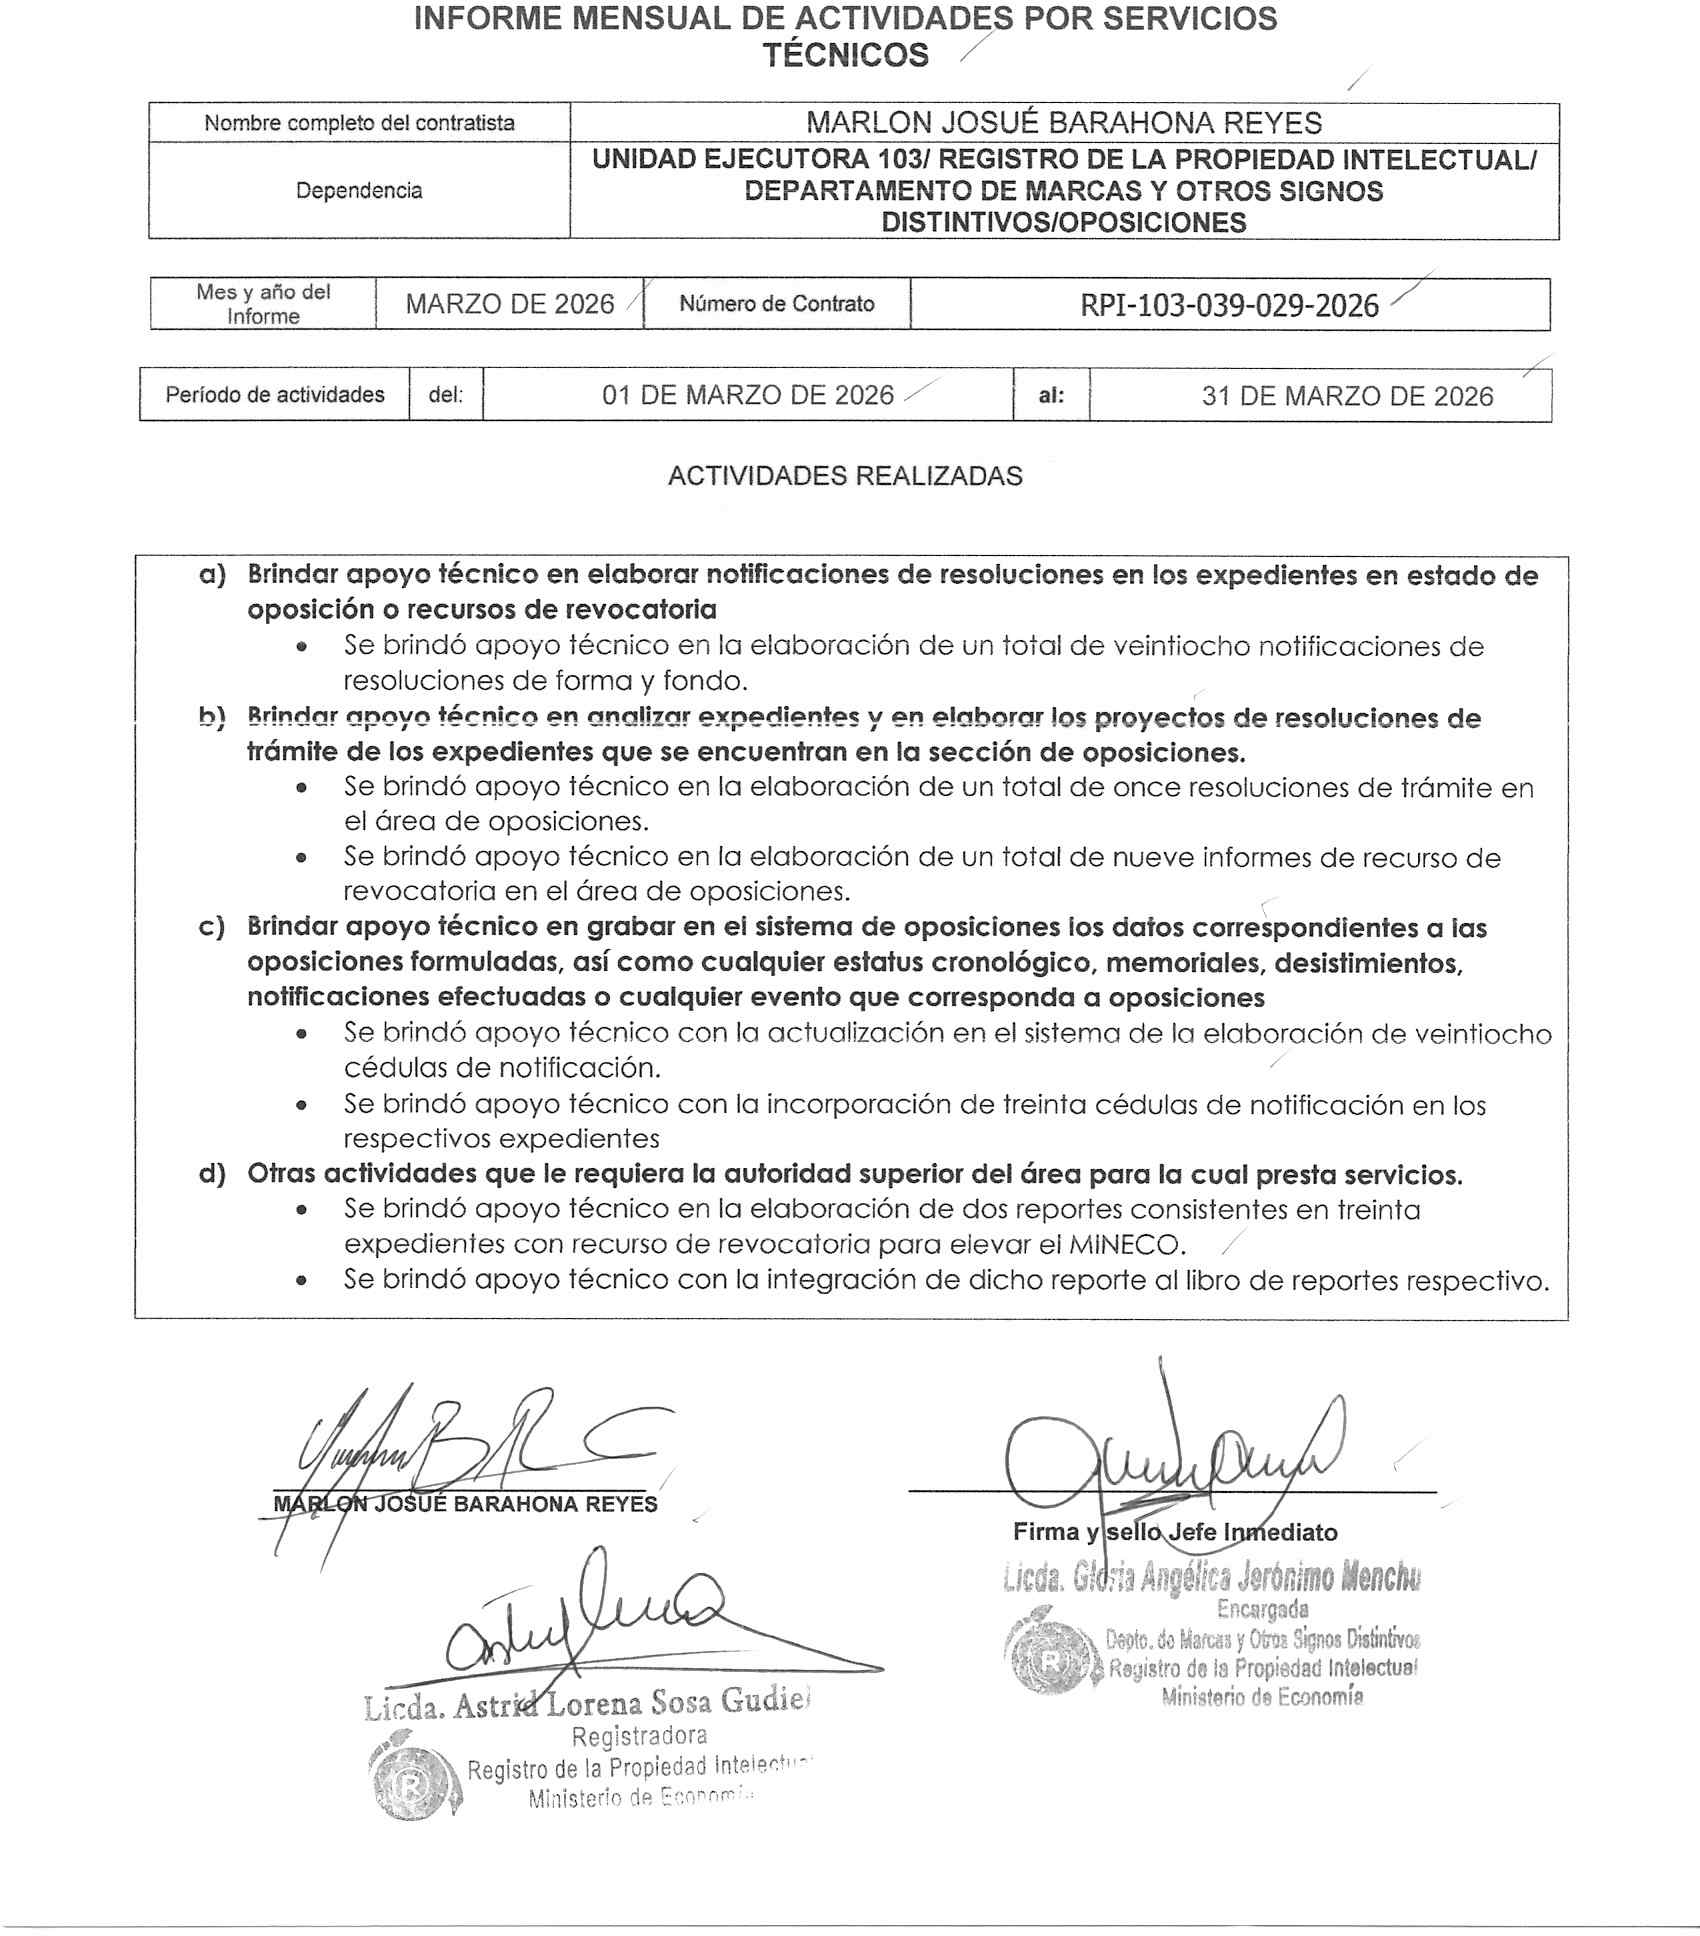 INFORME MENSUAL DE ACTIVIDADES POR SERVICIOS
TÉCNICOS
Nombre completo del contratista
MARLON JOSUÉ BARAHONA REYES
Dependencia
UNIDAD EJECUTORA 103/ REGISTRO DE LA PROPIEDAD INTELECTUAL/
DEPARTAMENTO DE MARCAS Y OTROS SIGNOS
DISTINTIVOS/OPOSICIONES
Mes y año del
Informe
MARZO DE 2026
Número de Contrato
RPI-103-039-029-2026
Período de actividades
del:
01 DE MARZO DE 2026
al:
31 DE MARZO DE 2026
ACTIVIDADES REALIZADAS
a) Brindar apoyo técnico en elaborar notificaciones de resoluciones en los expedientes en estado de
oposición o recursos de revocatoria
• Se brindó apoyo técnico en la elaboración de un total de veintiocho notificaciones de
resoluciones de forma y fondo.
b) Brindar apoyo técnico en analizar expedientes y en elaborar los proyectos de resoluciones de
trámite de los expedientes que se encuentran en la sección de oposiciones.
• Se brindó apoyo técnico en la elaboración de un total de once resoluciones de trámite en
el área de oposiciones.
• Se brindó apoyo técnico en la elaboración de un total de nueve informes de recurso de
revocatoria en el área de oposiciones.
c) Brindar apoyo técnico en grabar en el sistema de oposiciones los datos correspondientes a las
oposiciones formuladas, así como cualquier estatus cronológico, memoriales, desistimientos,
notificaciones efectuadas o cualquier evento que corresponda a oposiciones
• Se brindó apoyo técnico con la actualización en el sistema de la elaboración de veintiocho
cédulas de notificación.
• Se brindó apoyo técnico con la incorporación de treinta cédulas de notificación en los
respectivos expedientes
d) Otras actividades que le requiera la autoridad superior del área para la cual presta servicios.
• Se brindó apoyo técnico en la elaboración de dos reportes consistentes en treinta
expedientes con recurso de revocatoria para elevar el MINECO.
• Se brindó apoyo técnico con la integración de dicho reporte al libro de reportes respectivo.
MARLON JOSUÉ BARAHONA REYES
Firma y sello Jefe Inmediato
Licda. Gloria Angélica Jerónimo Menchu
Encargada
Depto. de Marcas y Otros Signos Distintivos
Registro de la Propiedad Intelectual
Ministerio de Economía
R
Licda. Astrid Lorena Sosa Gudiel
Registradora
Registro de la Propiedad Intelectual
Ministerio de Economía
R